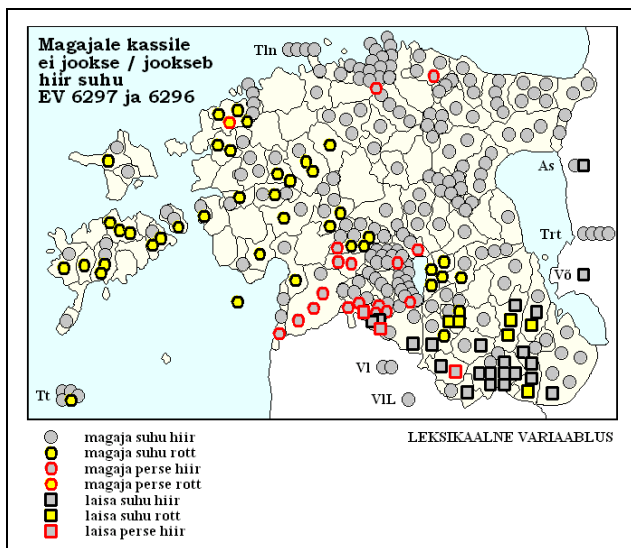 Magajale kassile
ei jookse / jookseb
hiir suhu
EV 6297 ja 6296
Tln
As
Trt
Võ
Vl
VlL
Tt
LEKSIKAALNE VARIAABLUS
magaja suhu hiir
magaja suhu rott
magaja perse hiir
magaja perse rott
laisa suhu hiir
laisa suhu rott
laisa perse hiir